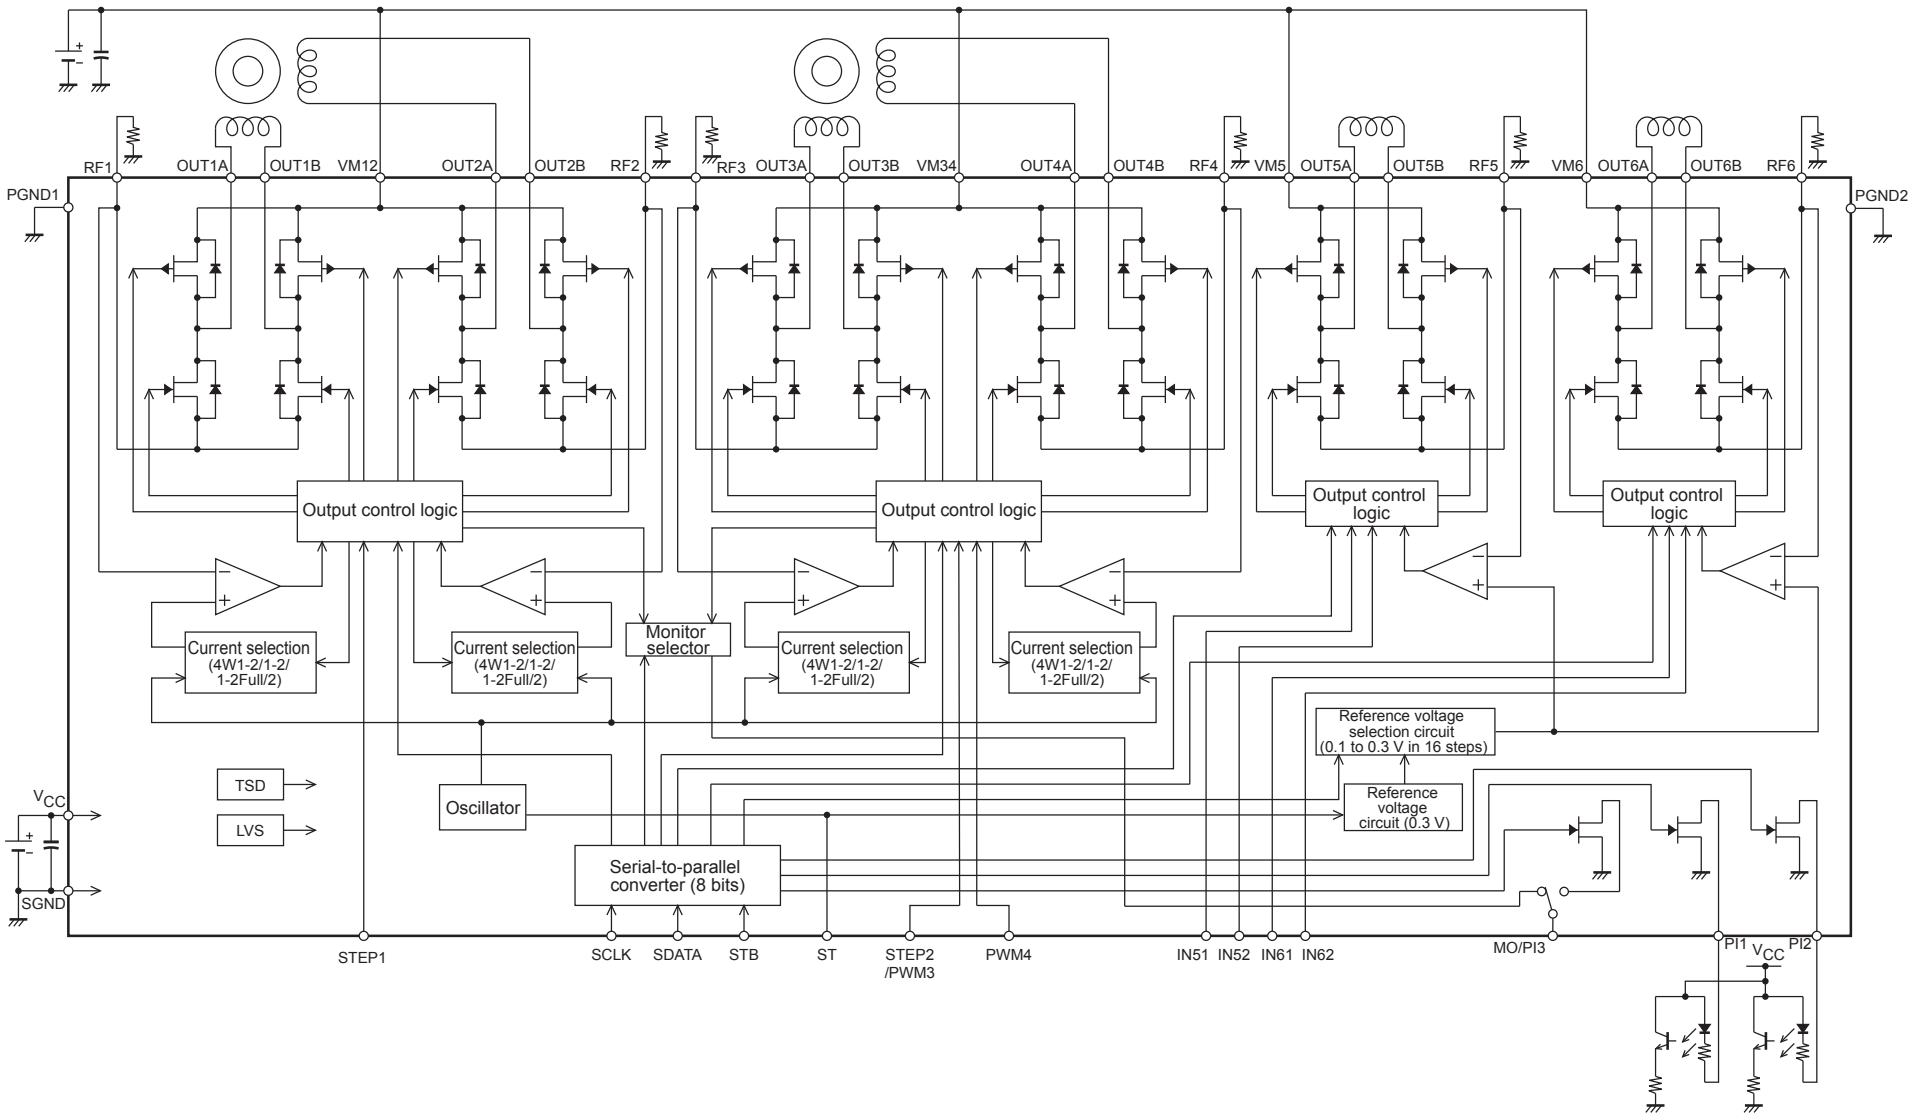 +
−
RF1
OUT1A
OUT1B
VM12
OUT2A
OUT2B
RF2
RF3
OUT3A
OUT3B
VM34
OUT4A
OUT4B
RF4
VM5
OUT5A
OUT5B
RF5
VM6
OUT6A
OUT6B
RF6
PGND1
PGND2
Output control logic
Output control logic
Output control
logic
Output control
logic
−
+
−
+
−
+
−
+
−
+
−
+
Current selection
(4W1-2/1-2/
1-2Full/2)
Current selection
(4W1-2/1-2/
1-2Full/2)
Monitor
selector
Current selection
(4W1-2/1-2/
1-2Full/2)
Current selection
(4W1-2/1-2/
1-2Full/2)
Reference voltage
selection circuit
(0.1 to 0.3 V in 16 steps)
TSD
LVS
Oscillator
Reference
voltage
circuit (0.3 V)
VCC
+
−
SGND
Serial-to-parallel
converter (8 bits)
STEP1
SCLK
SDATA
STB
ST
STEP2
/PWM3
PWM4
IN51
IN52
IN61
IN62
MO/PI3
PI1
PI2
VCC